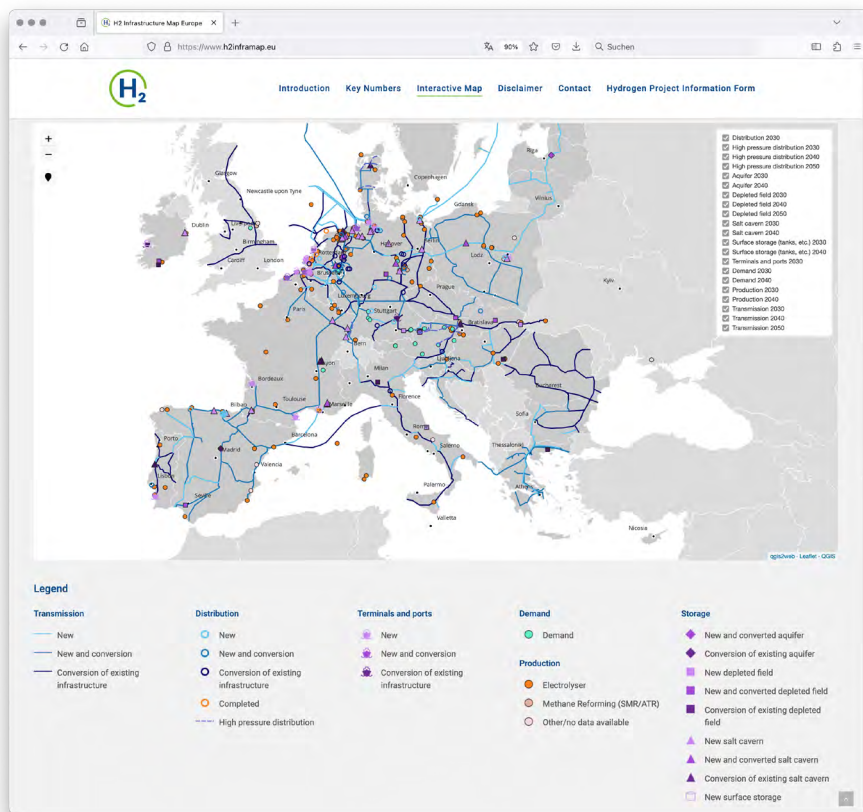 H2 Infrastructure Map Europe
https://www.h2inframap.eu
90%
Suchen
H2
Introduction
Key Numbers
Interactive Map
Disclaimer
Contact
Hydrogen Project Information Form
+
−
Distribution 2030
High pressure distribution 2030
High pressure distribution 2040
High pressure distribution 2050
Aquifer 2030
Aquifer 2040
Depleted field 2030
Depleted field 2040
Depleted field 2050
Salt cavern 2030
Salt cavern 2040
Surface storage (tanks, etc.) 2030
Surface storage (tanks, etc.) 2040
Terminals and ports 2030
Demand 2030
Demand 2040
Production 2030
Production 2040
Transmission 2030
Transmission 2040
Transmission 2050
Riga
Glasgow
Copenhagen
Newcastle upon Tyne
Vilnius
Gdansk
Dublin
Birmingham
Hanover
Cardiff
London
Lodz
Kyiv
Prague
Luxembourg
Paris
Stuttgart
Bratislava
Bern
Ljubljana
Lyon
Milan
Bucharest
Bordeaux
Florence
Toulouse
Marseille
Bilbao
Sofia
Rome
Porto
Barcelona
Thessaloniki
Salerno
Madrid
Valencia
Lisbon
Palermo
Seville
Valletta
Nicosia
qgis2web · Leaflet · QGIS
Legend
Transmission
New
New and conversion
Conversion of existing
infrastructure
Distribution
New
New and conversion
Conversion of existing
infrastructure
Completed
High pressure distribution
Terminals and ports
New
New and conversion
Conversion of existing
infrastructure
Demand
Demand
Production
Electrolyser
Methane Reforming (SMR/ATR)
Other/no data available
Storage
New and converted aquifer
Conversion of existing aquifer
New depleted field
New and converted depleted field
Conversion of existing depleted
field
New salt cavern
New and converted salt cavern
Conversion of existing salt cavern
New surface storage